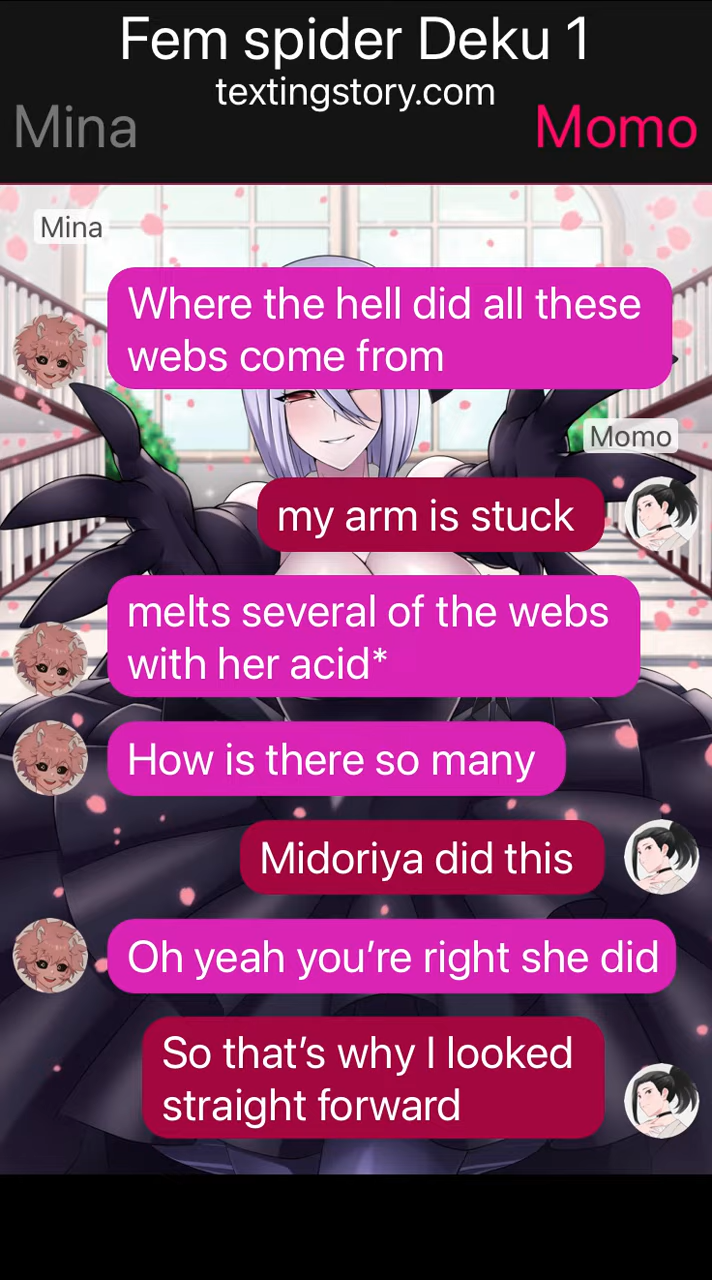 Fem spider Deku 1
textingstory.com
Mina
Momo
Mina
Where the hell did all these
webs come from
Momo
my arm is stuck
melts several of the webs
with her acid*
How is there so many
Midoriya did this
Oh yeah you’re right she did
So that’s why I looked
straight forward